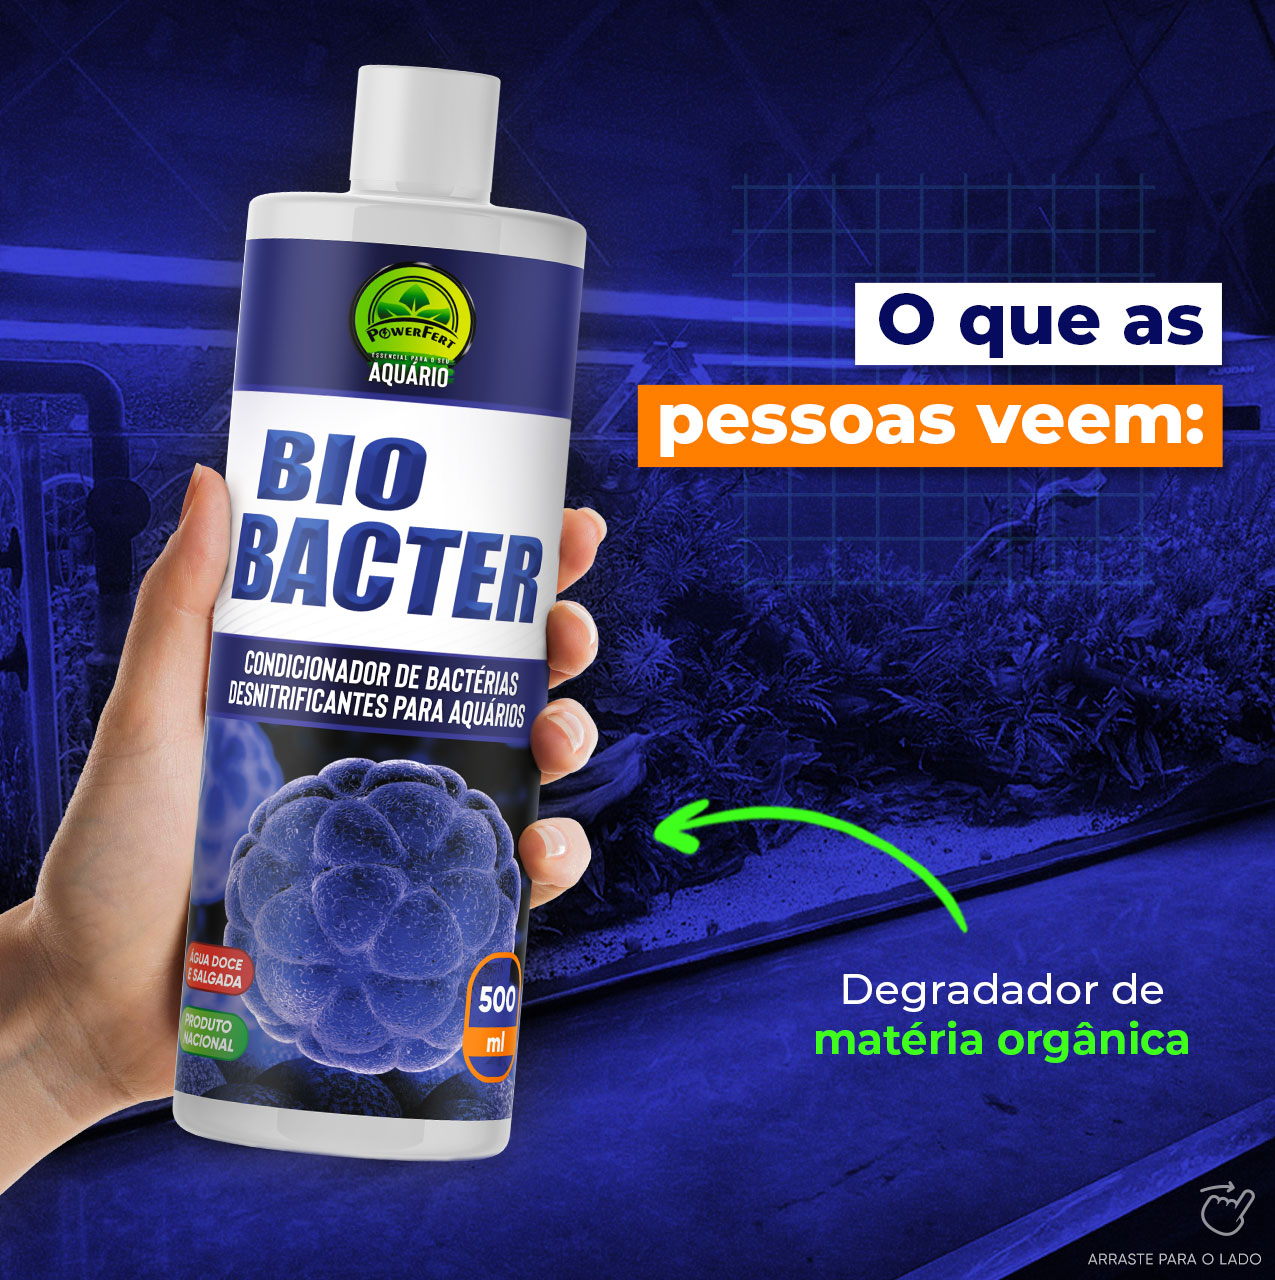 POWERFERT
ESSENCIAL PARA O SEU
AQUÁRIO
BIO
BACTER
CONDICIONADOR DE BACTÉRIAS
DESNITRIFICANTES PARA AQUÁRIOS
ÁGUA DOCE
E SALGADA
PRODUTO
NACIONAL
500
ml
O que as
pessoas veem:
Degradador de
matéria orgânica
ARRASTE PARA O LADO